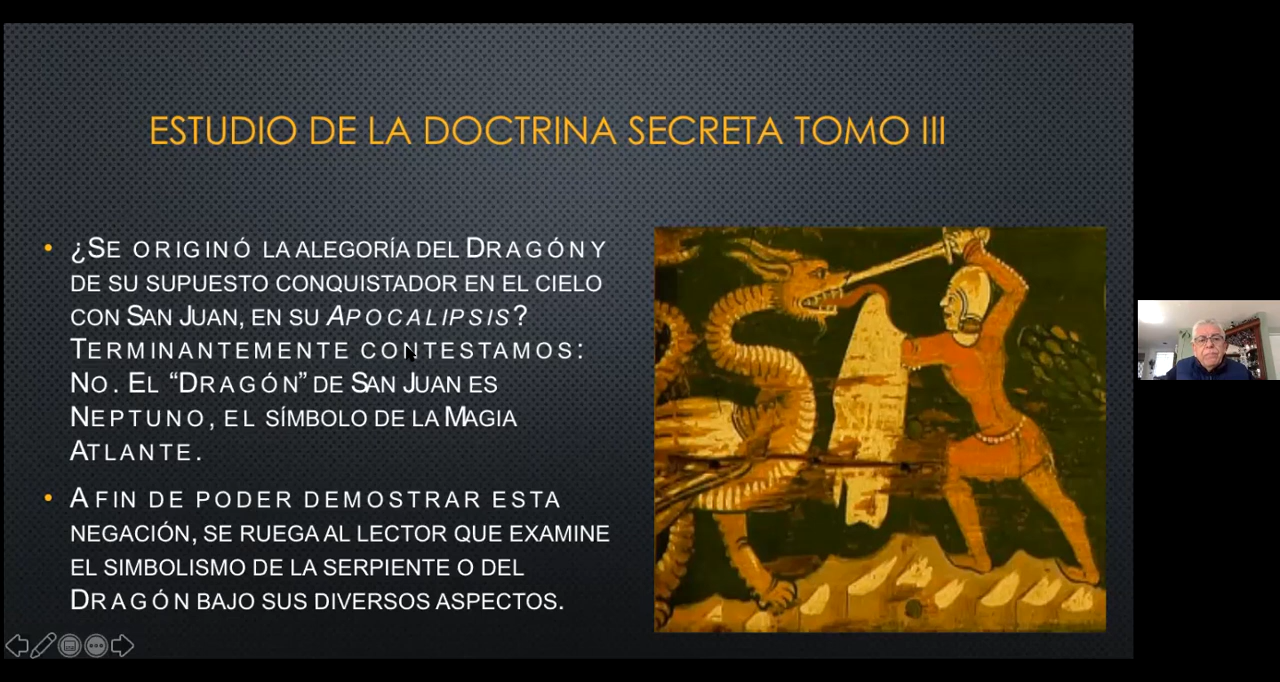 ESTUDIO DE LA DOCTRINA SECRETA TOMO III
• ¿SE ORIGINÓ LA ALEGORÍA DEL DRAGÓN Y
DE SU SUPUESTO CONQUISTADOR EN EL CIELO
CON SAN JUAN, EN SU APOCALIPSIS?
TERMINANTEMENTE CONTESTAMOS:
NO. EL “DRAGÓN” DE SAN JUAN ES
NEPTUNO, EL SÍMBOLO DE LA MAGIA
ATLANTE.
• A FIN DE PODER DEMOSTRAR ESTA
NEGACIÓN, SE RUEGA AL LECTOR QUE EXAMINE
EL SIMBOLISMO DE LA SERPIENTE O DEL
DRAGÓN BAJO SUS DIVERSOS ASPECTOS.